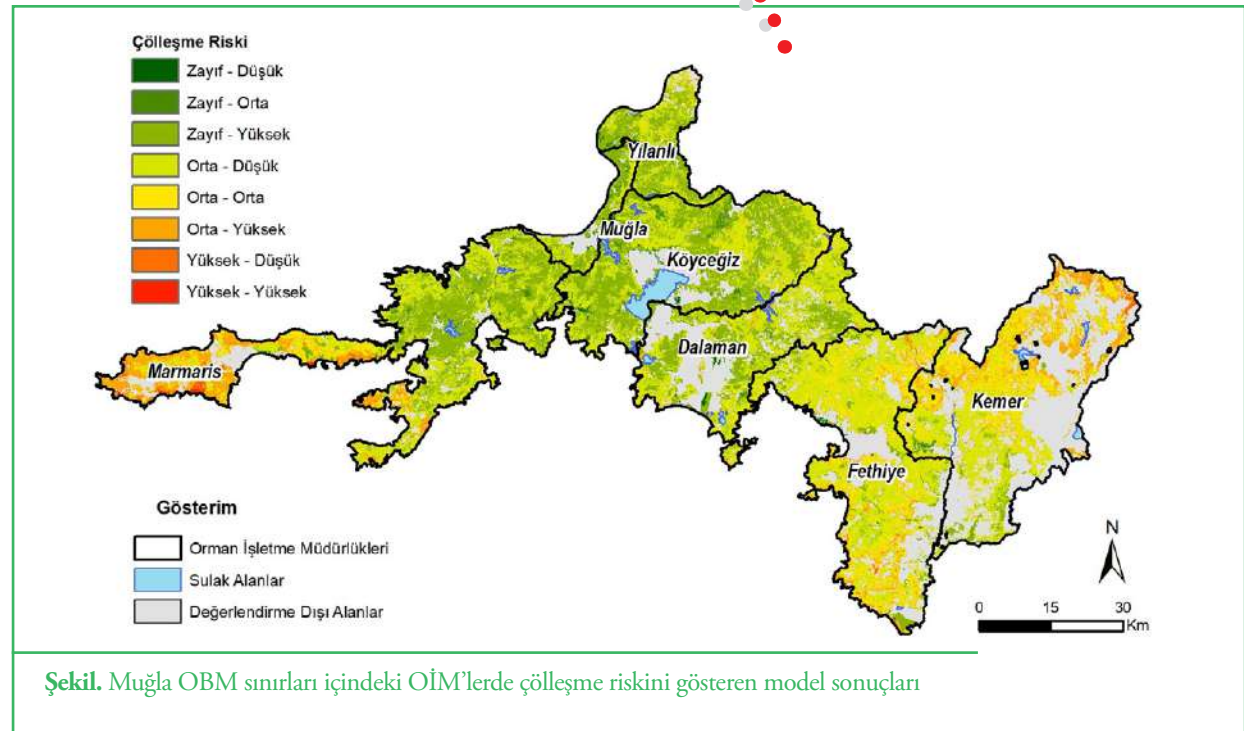 Çölleşme Riski
Zayıf - Düşük
Zayıf - Orta
Zayıf - Yüksek
Orta - Düşük
Orta - Orta
Orta - Yüksek
Yüksek - Düşük
Yüksek - Yüksek
Yılanlı
Muğla
Köyceğiz
Marmaris
Dalaman
Kemer
Fethiye
Gösterim
Orman İşletme Müdürlükleri
Sulak Alanlar
Değerlendirme Dışı Alanlar
N
0 15 30
Km
Şekil. Muğla OBM sınırları içindeki OİM'lerde çölleşme riskini gösteren model sonuçları